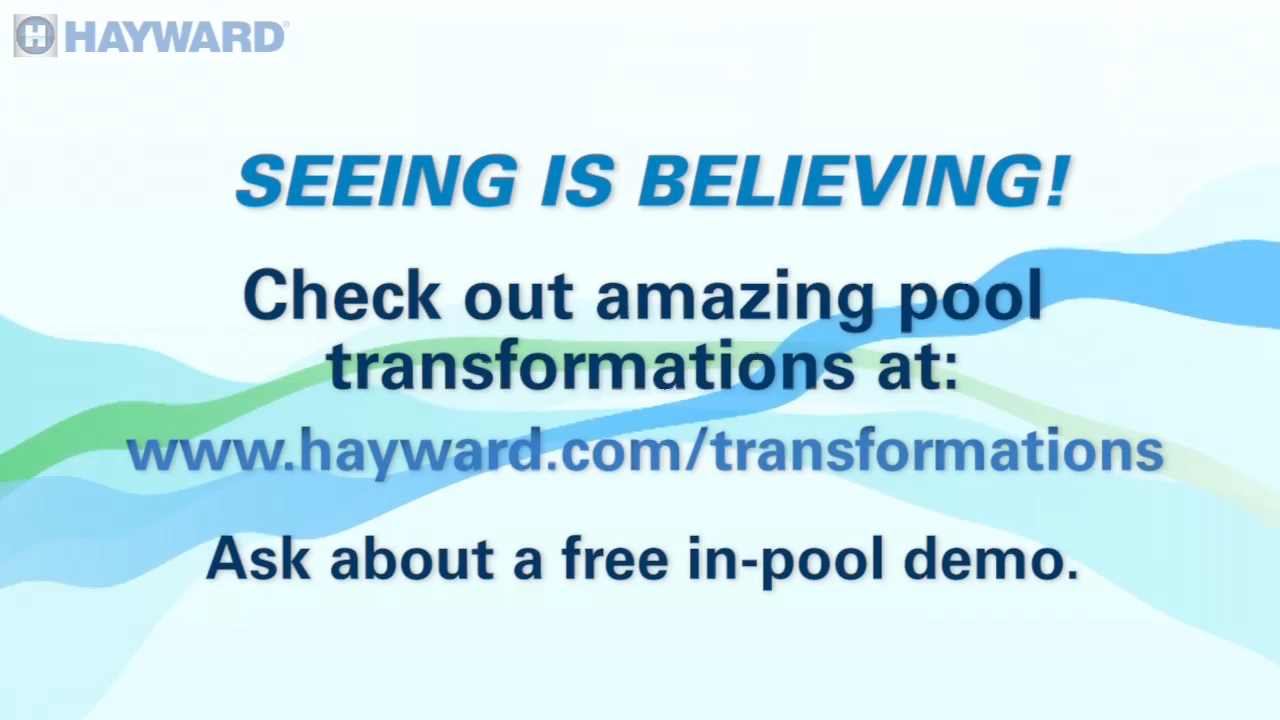 HAYWARD®
SEEING IS BELIEVING!
Check out amazing pool
transformations at:
www.hayward.com/transformations
Ask about a free in-pool demo.